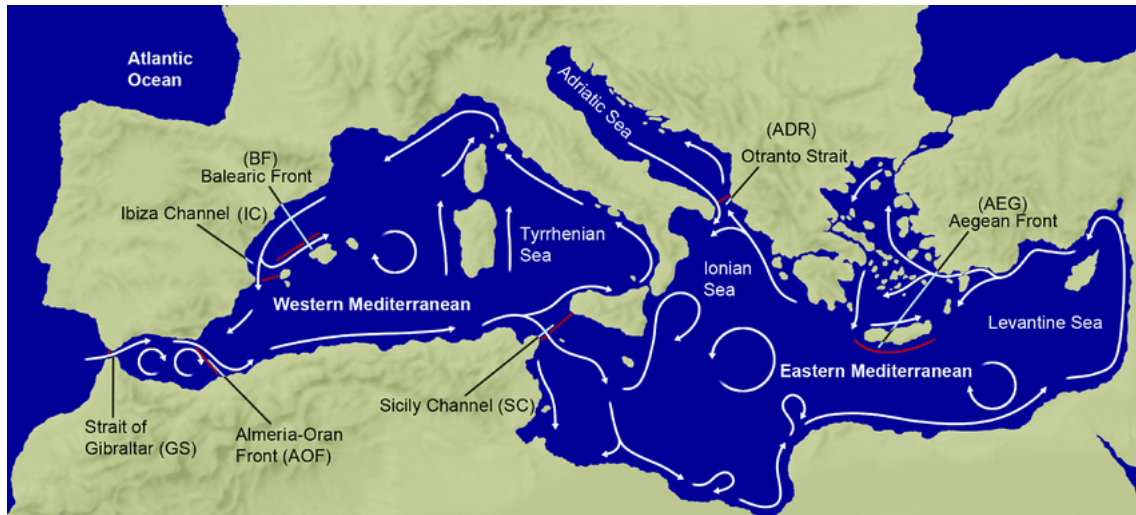 Atlantic
Ocean
Adriatic Sea
(ADR)
Otranto Strait
(BF)
Balearic Front
Ibiza Channel (IC)
(AEG)
Aegean Front
Tyrrhenian
Sea
Ionian
Sea
Western Mediterranean
Levantine Sea
Eastern Mediterranean
Sicily Channel (SC)
Strait of
Gibraltar (GS)
Almeria-Oran
Front (AOF)